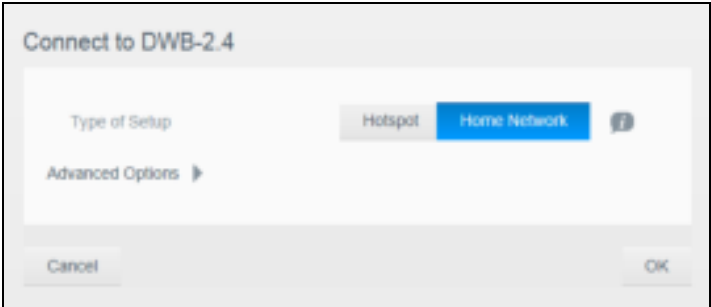 Connect to DWB-2.4
Type of Setup Hotspot Home Network
Advanced Options
Cancel OK